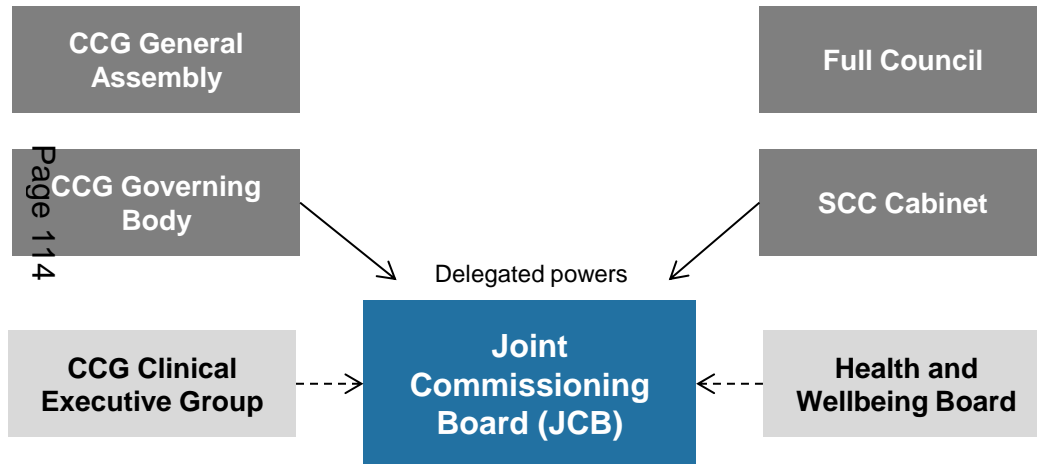 CCG General
Assembly
Full Council
Page 114
CCG Governing
Body
SCC Cabinet
Delegated powers
CCG Clinical
Executive Group
Joint
Commissioning
Board (JCB)
Health and
Wellbeing Board